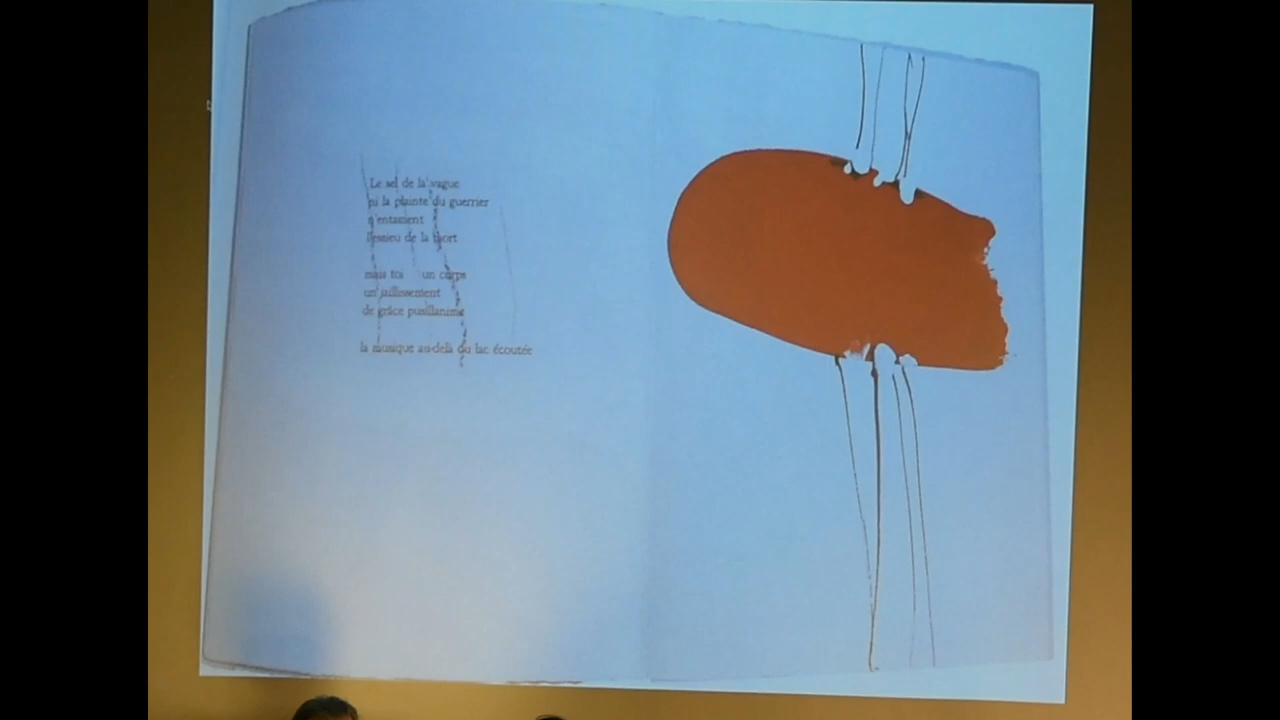 Le sel de la vague
ni la plainte du guerrier
n'entament
l'essieu de la mort
mais toi un corps
un jaillissement
de grâce pusillanime
la musique au-delà du lac écoutée